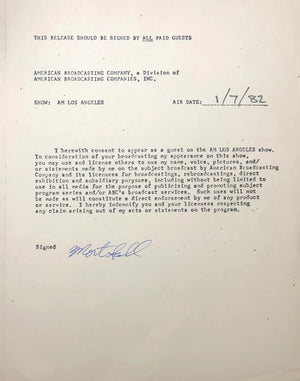 THIS RELEASE SHOULD BE SIGNED BY ALL PAID GUESTS
AMERICAN BROADCASTING COMPANY, a Division of
AMERICAN BROADCASTING COMPANIES, INC.
SHOW: AM LOS ANGELES AIR DATE: 1/7/82
I herewith consent to appear as a guest on the AM LOS ANGELES show.
In consideration of your broadcasting my appearance on this show,
you may use and license others to use my name, voice, pictures, and/
or statements made by me on the subject broadcast by American Broadcasting
Company and its licensees for broadcasting, rebroadcasting, direct
exhibition and subsidiary purposes, including without being limited to
use in all media for the purpose of publicizing and promoting subject
program series and/or ABC's broadcast services. Such uses will not
be made as will constitute a direct endorsement by me of any product
or service. I hereby indemnify you and your licensees respecting
any claim arising out of my acts or statements on the program.
Signed
Mort Sahl